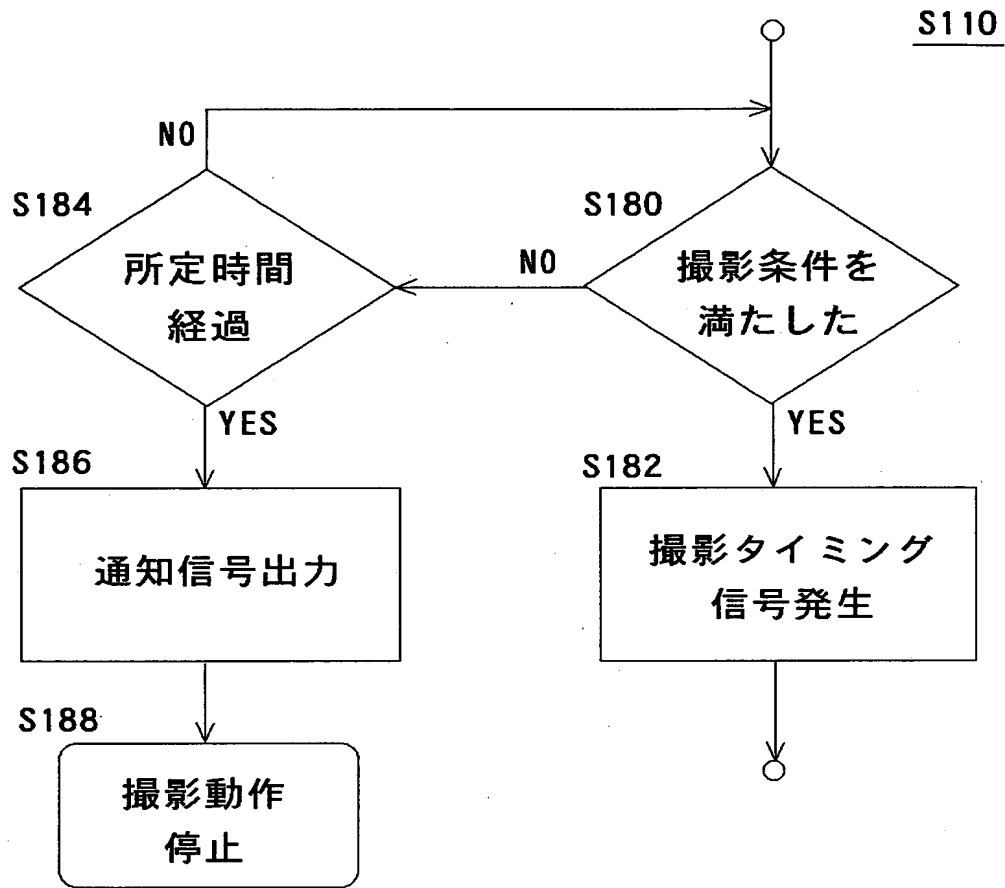 S110
NO
S184
S180
所定時間
経過
NO
撮影条件を
満たした
YES
YES
S186
S182
通知信号出力
撮影タイミング
信号発生
S188
撮影動作
停止